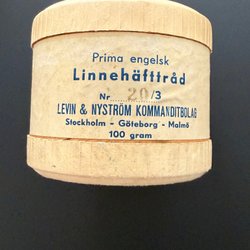 Prima engelsk
Linnehäfttråd
Nr 20/3
LEVIN & NYSTRÖM KOMMANDITBOLAG
Stockholm - Göteborg - Malmö
100 gram